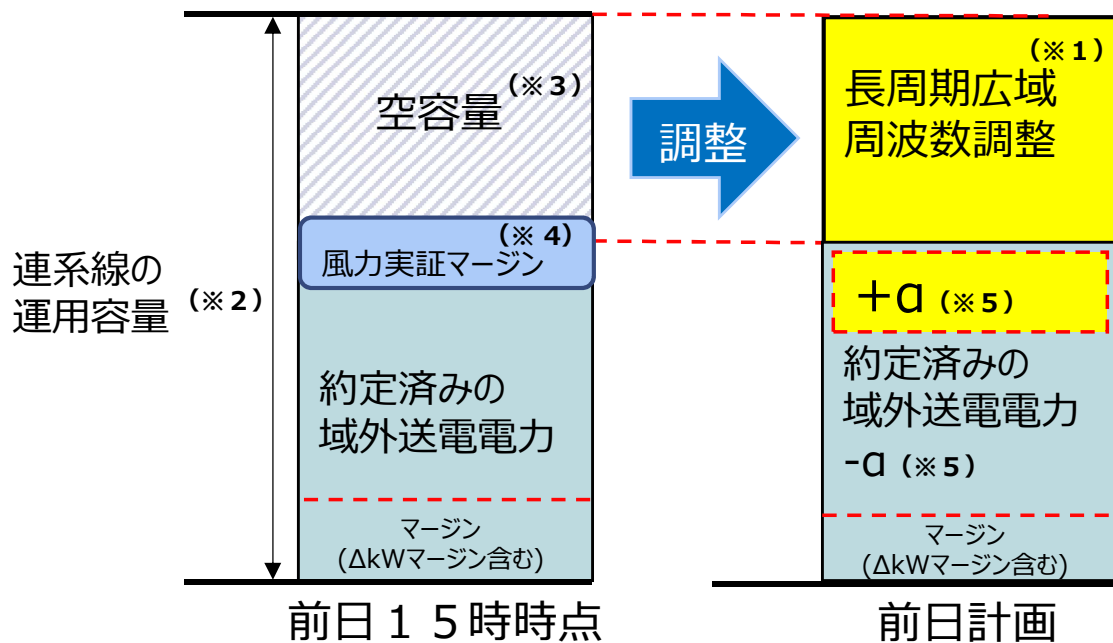 連系線の
運用容量（※２）
空容量（※３）
（※４）
風力実証マージン
約定済みの
域外送電電力
マージン
(ΔkWマージン含む)
前日１５時時点
調整
（※１）
長周期広域
周波数調整
+α（※５）
約定済みの
域外送電電力
-α（※５）
マージン
(ΔkWマージン含む)
前日計画